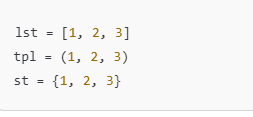 lst = [1, 2, 3]
tpl = (1, 2, 3)
st = {1, 2, 3}